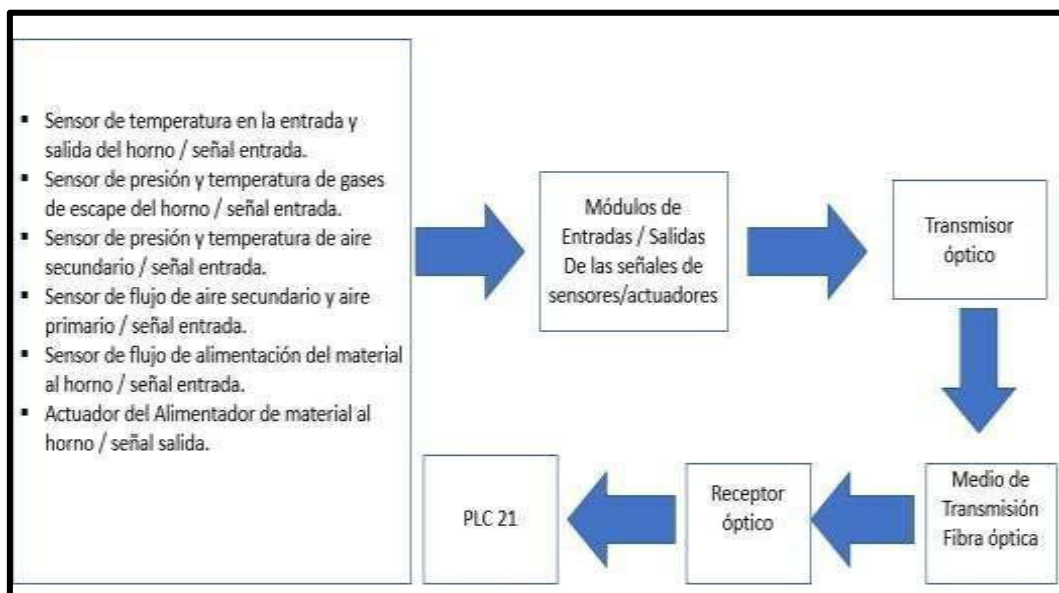 ▪ Sensor de temperatura en la entrada y
salida del horno / señal entrada.
▪ Sensor de presión y temperatura de gases
de escape del horno / señal entrada.
▪ Sensor de presión y temperatura de aire
secundario / señal entrada.
▪ Sensor de flujo de aire secundario y aire
primario / señal entrada.
▪ Sensor de flujo de alimentación del material
al horno / señal entrada.
▪ Actuador del Alimentador de material al
horno / señal salida.
Módulos de
Entradas / Salidas
De las señales de
sensores/actuadores
Transmisor
óptico
Medio de
Transmisión
Fibra óptica
Receptor
óptico
PLC 21